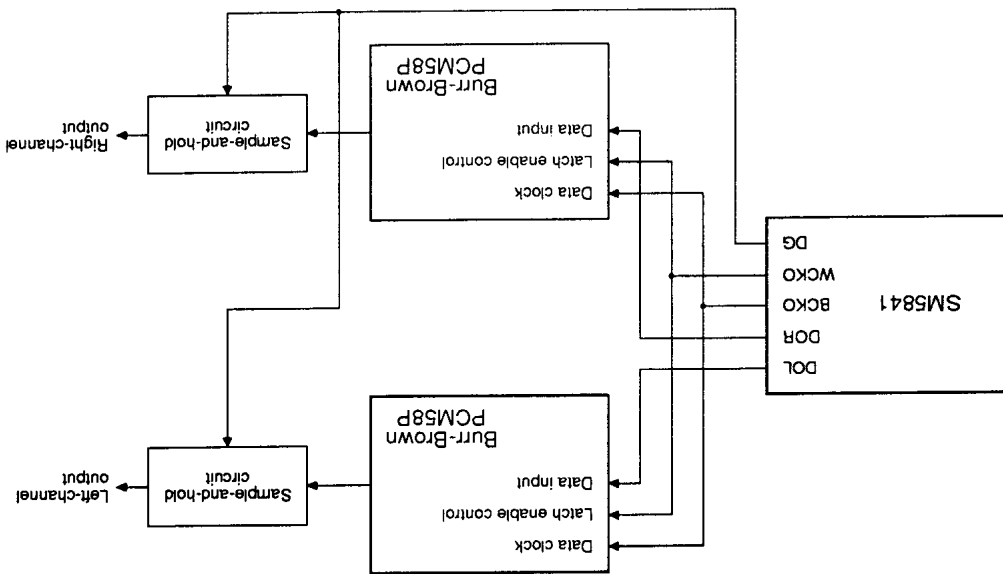 SM5841
DOL
DOR
BCKO
WCKO
DG
Data clock
Latch enable control
Data input
Burr-Brown
PCM58P
Sample-and-hold
circuit
Left-channel
output
Data clock
Latch enable control
Data input
Burr-Brown
PCM58P
Sample-and-hold
circuit
Right-channel
output